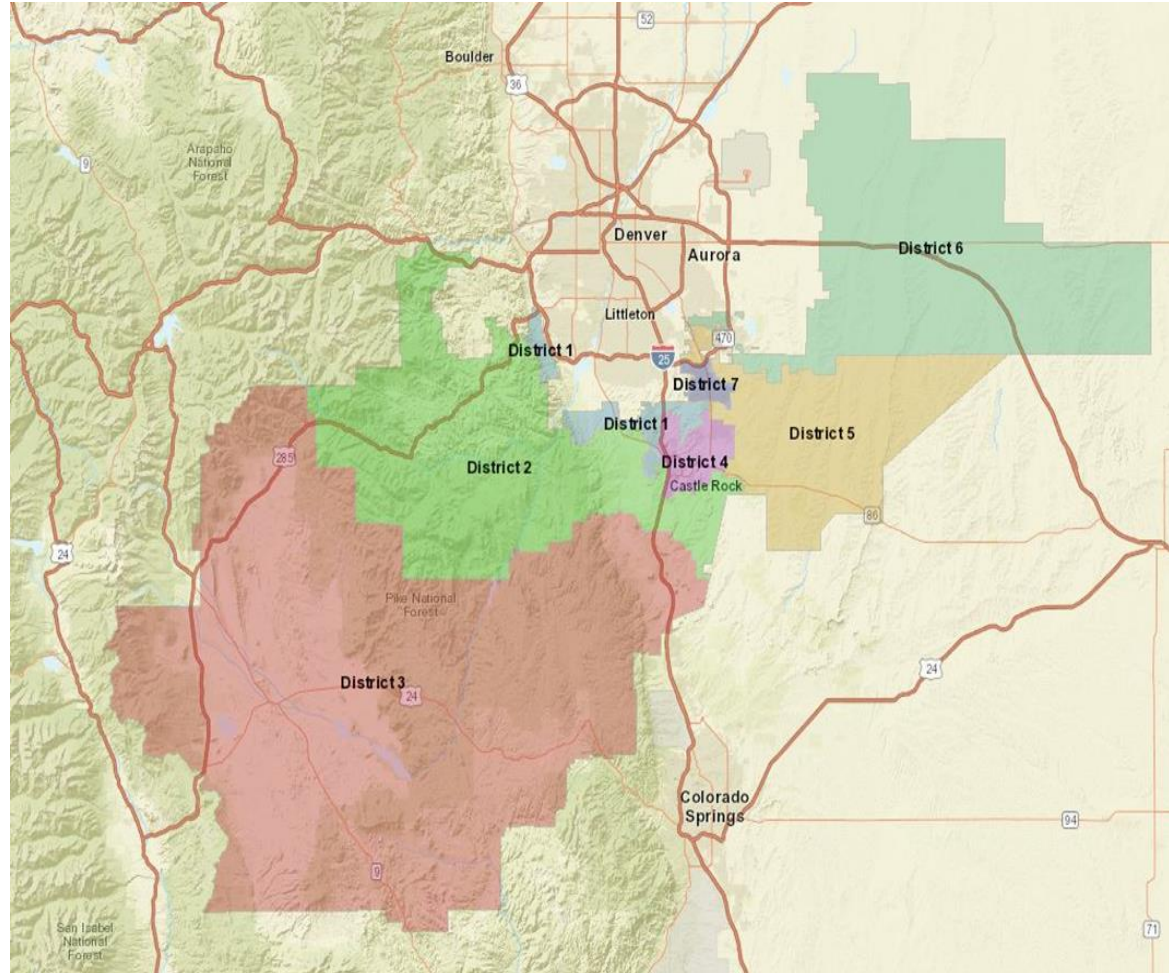 52
Boulder
36
Arapaho
National
Forest
9
Denver
Aurora
District 6
Littleton
470
District 1
25
District 7
District 1
District 5
285
District 2
District 4
Castle Rock
86
24
Pike National
Forest
24
District 3
24
Colorado
Springs
94
9
San Isabel
National
Forest
71